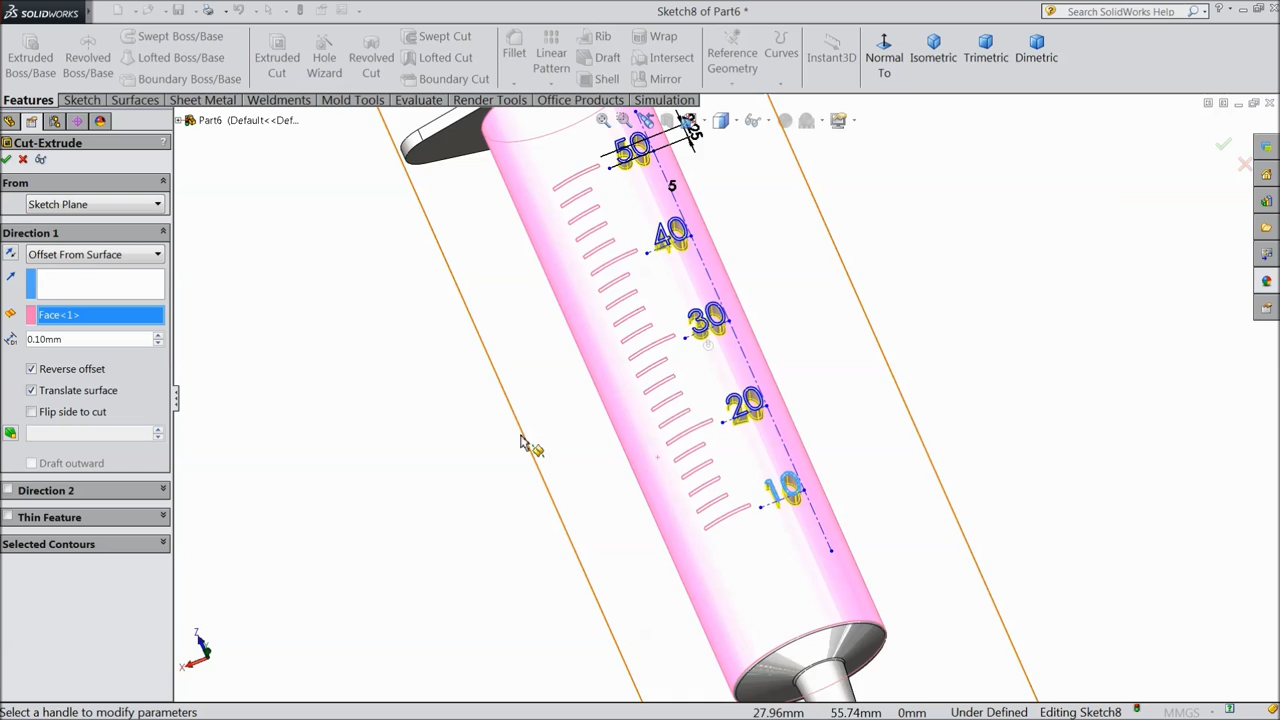 SOLIDWORKS
Sketch8 of Part6 *
Search SolidWorks Help
Extruded Boss/Base
Revolved Boss/Base
Swept Boss/Base
Lofted Boss/Base
Boundary Boss/Base
Extruded Cut
Hole Wizard
Revolved Cut
Swept Cut
Lofted Cut
Boundary Cut
Fillet
Linear Pattern
Rib
Draft
Shell
Wrap
Intersect
Mirror
Reference Geometry
Curves
Instant3D
Normal To
Isometric
Trimetric
Dimetric
Features
Sketch
Surfaces
Sheet Metal
Weldments
Mold Tools
Evaluate
Render Tools
Office Products
Simulation
Part6 (Default<<Def...
Cut-Extrude
?
From
Sketch Plane
Direction 1
Offset From Surface
Face<1>
0.10mm
Reverse offset
Translate surface
Flip side to cut
Draft outward
Direction 2
Thin Feature
Selected Contours
50
5
40
30
20
10
Z
X
Select a handle to modify parameters
27.96mm
55.74mm
0mm
Under Defined
Editing Sketch8
MMGS